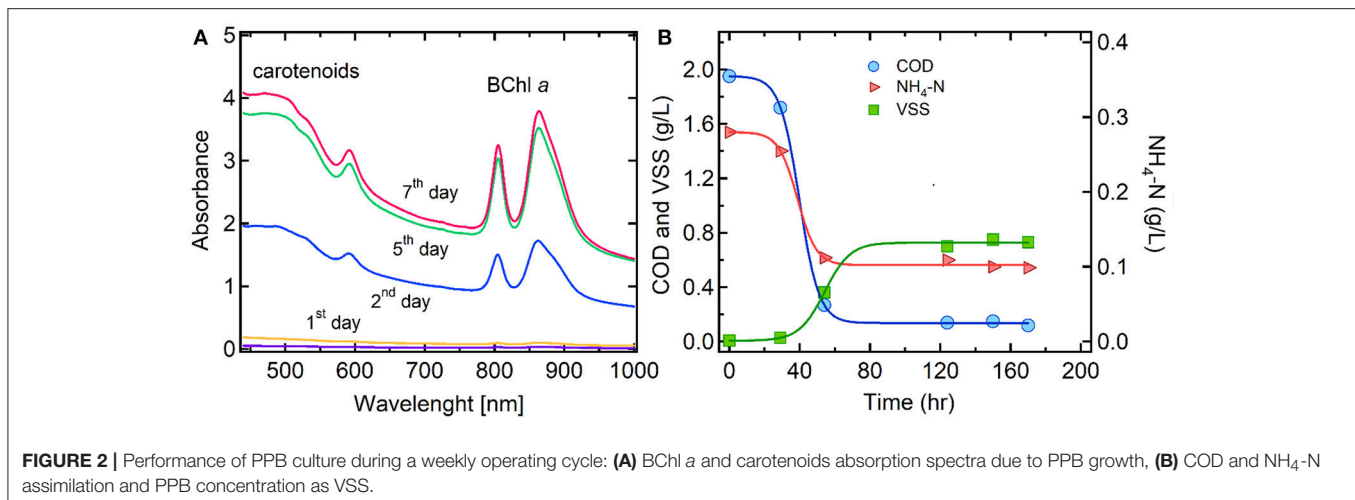 A
carotenoids
BChl a
7th day
5th day
2nd day
1st day
Absorbance
5
4
3
2
1
0
500 600 700 800 900 1000
Wavelenght [nm]
B
COD
NH4-N
VSS
COD and VSS (g/L)
2.0
1.6
1.2
0.8
0.4
0.0
NH4-N (g/L)
0.4
0.3
0.2
0.1
0.0
0 40 80 120 160 200
Time (hr)
FIGURE 2 | Performance of PPB culture during a weekly operating cycle: (A) BChl a and carotenoids absorption spectra due to PPB growth, (B) COD and NH4-N
assimilation and PPB concentration as VSS.